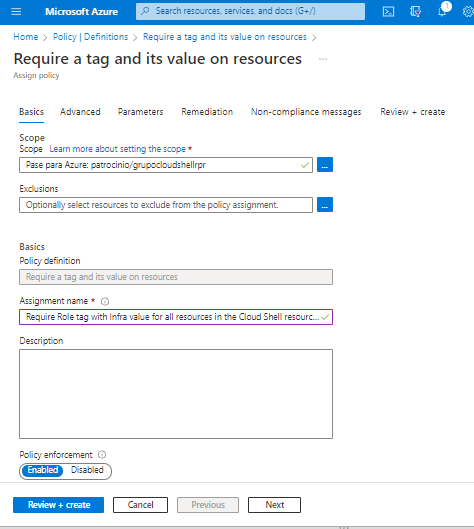 Microsoft Azure
Search resources, services, and docs (G+/)
1
Home > Policy | Definitions > Require a tag and its value on resources >
Require a tag and its value on resources ...
Assign policy
Basics Advanced Parameters Remediation Non-compliance messages Review + create
Scope
Scope Learn more about setting the scope *
Pase para Azure: patrocinio/grupocloudshellrpr
...
Exclusions
Optionally select resources to exclude from the policy assignment.
...
Basics
Policy definition
Require a tag and its value on resources
Assignment name *
Require Role tag with Infra value for all resources in the Cloud Shell resourc...
Description
Policy enforcement
Enabled Disabled
Review + create Cancel Previous Next